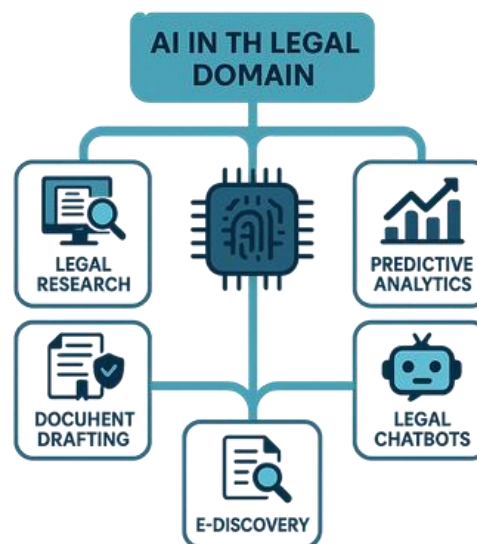 AI IN TH LEGAL
DOMAIN
LEGAL
RESEARCH
PREDICTIVE
ANALYTICS
DOCUHENT
DRAFTING
LEGAL
CHATBOTS
E-DISCOVERY